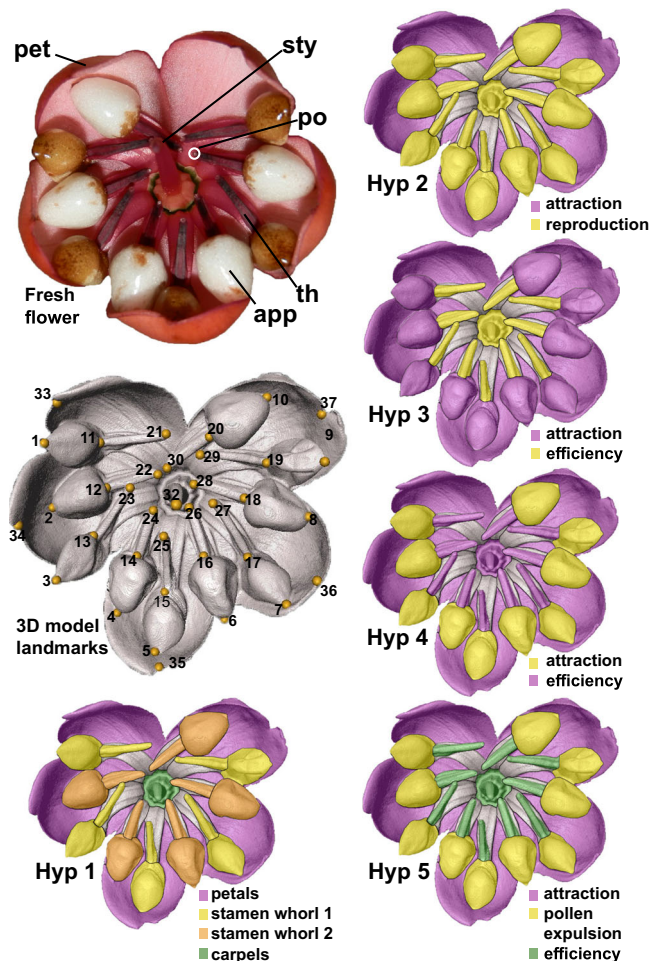 pet
sty
po
th
app
Fresh
flower
Hyp 2
attraction
reproduction
Hyp 3
attraction
efficiency
33
37
10
1
11
21
20
9
22
30
29
19
12
23
28
2
32
18
34
24
26
27
8
13
25
14
16
17
3
15
36
4
6
7
5
35
3D model
landmarks
Hyp 4
attraction
efficiency
Hyp 1
petals
stamen whorl 1
stamen whorl 2
carpels
Hyp 5
attraction
pollen
expulsion
efficiency